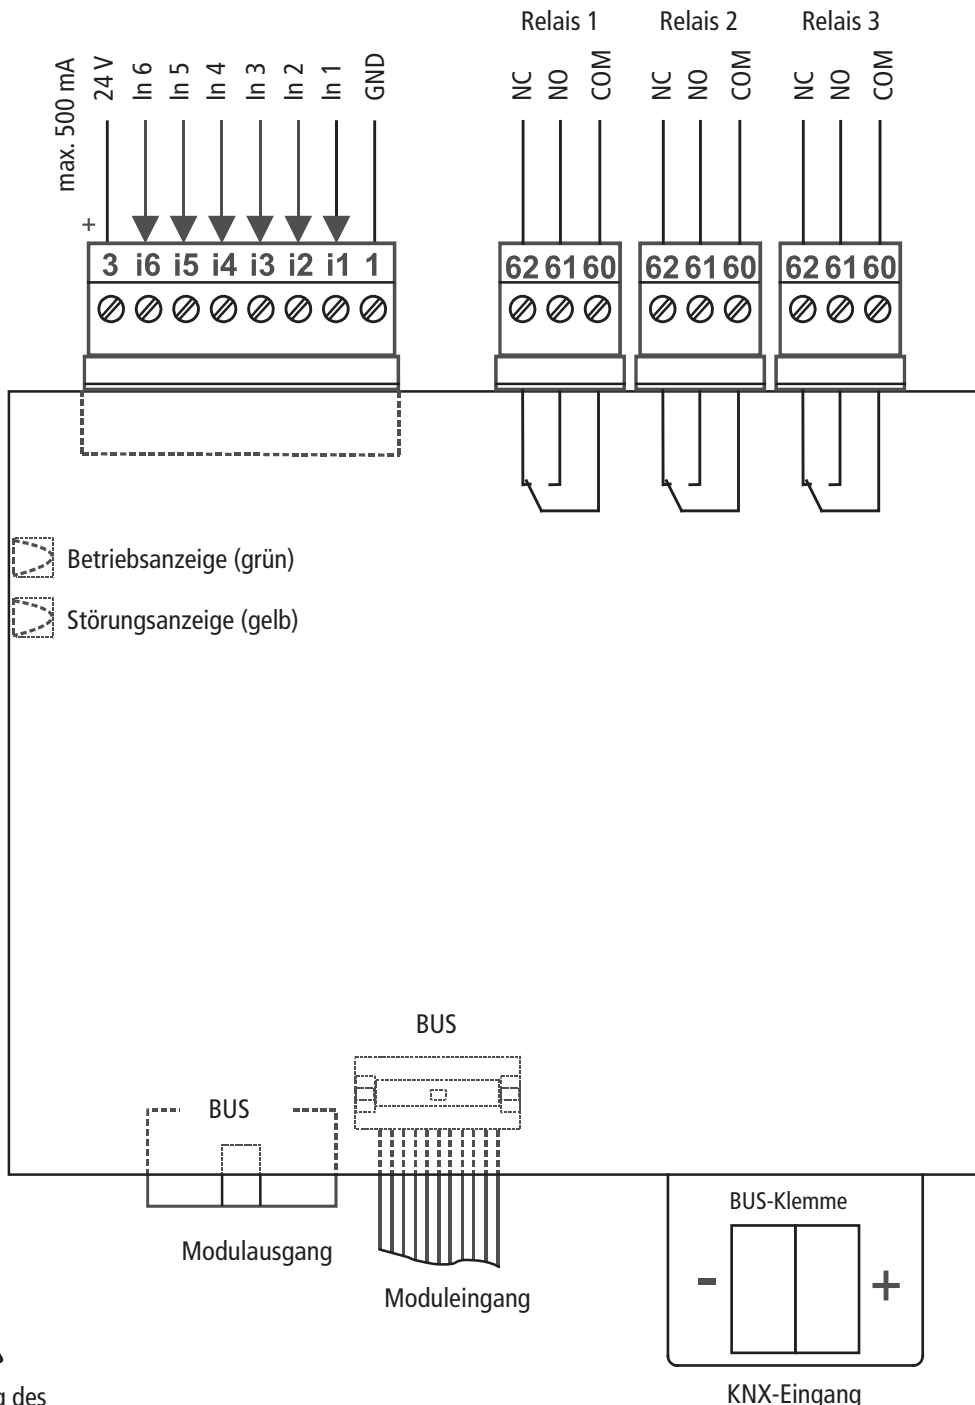 Relais 1 Relais 2 Relais 3
max. 500 mA
24 V
In 6
In 5
In 4
In 3
In 2
In 1
GND
NC NO COM NC NO COM NC NO COM
+
3 i6 i5 i4 i3 i2 i1 1
62 61 60 62 61 60 62 61 60
Betriebsanzeige (grün)
Störungsanzeige (gelb)
BUS
BUS
BUS-Klemme
Modulausgang
- +
Moduleingang
KNX-Eingang
des